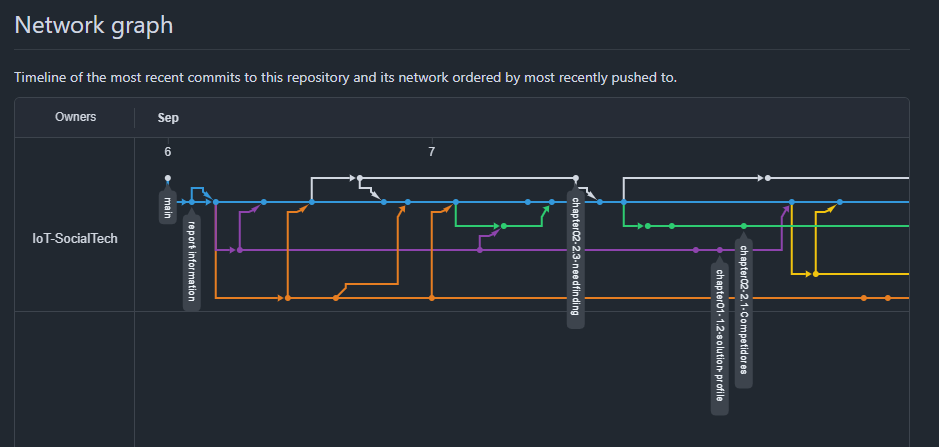 Network graph
Timeline of the most recent commits to this repository and its network ordered by most recently pushed to.
Owners
Sep
6
7
IoT-SocialTech
main
report-information
chapter02-2.3-needfinding
chapter01-1.2-solution-profile
chapter02-2.1-Competidores